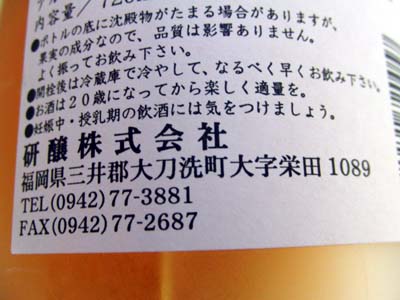 内容量/720m
●ボトルの底に沈殿物がたまる場合がありますが、
果実の成分なので、品質は影響ありません。
よく振ってお飲み下さい。
●開栓後は冷蔵庫で冷やして、なるべく早くお飲み下さい。
●お酒は20歳になってから楽しく適量を。
●妊娠中・授乳期の飲酒には気をつけましょう。
研醸株式会社
福岡県三井郡大刀洗町大字栄田1089
TEL(0942)77-3881
FAX(0942)77-2687